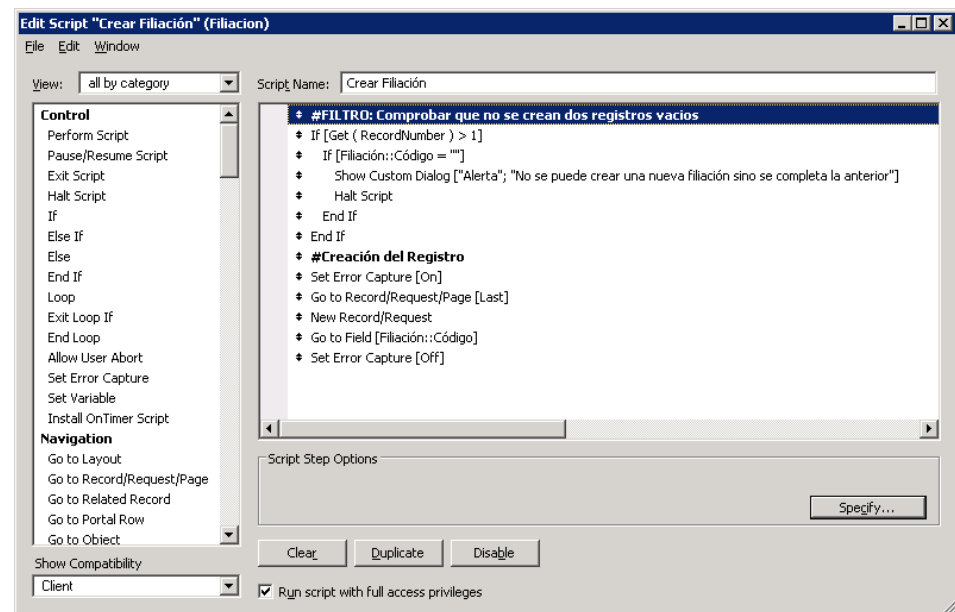 Edit Script "Crear Filiación" (Filiacion)
File Edit Window
View: all by category
Script Name: Crear Filiación
Control
Perform Script
Pause/Resume Script
Exit Script
Halt Script
If
Else If
Else
End If
Loop
Exit Loop If
End Loop
Allow User Abort
Set Error Capture
Set Variable
Install OnTimer Script
Navigation
Go to Layout
Go to Record/Request/Page
Go to Related Record
Go to Portal Row
Go to Object
Show Compatibility
Client
#FILTRO: Comprobar que no se crean dos registros vacios
If [Get ( RecordNumber ) > 1]
If [Filiación::Código = ""]
Show Custom Dialog ["Alerta"; "No se puede crear una nueva filiación sino se completa la anterior"]
Halt Script
End If
End If
#Creación del Registro
Set Error Capture [On]
Go to Record/Request/Page [Last]
New Record/Request
Go to Field [Filiación::Código]
Set Error Capture [Off]
Script Step Options
Specify...
Clear Duplicate Disable
Run script with full access privileges